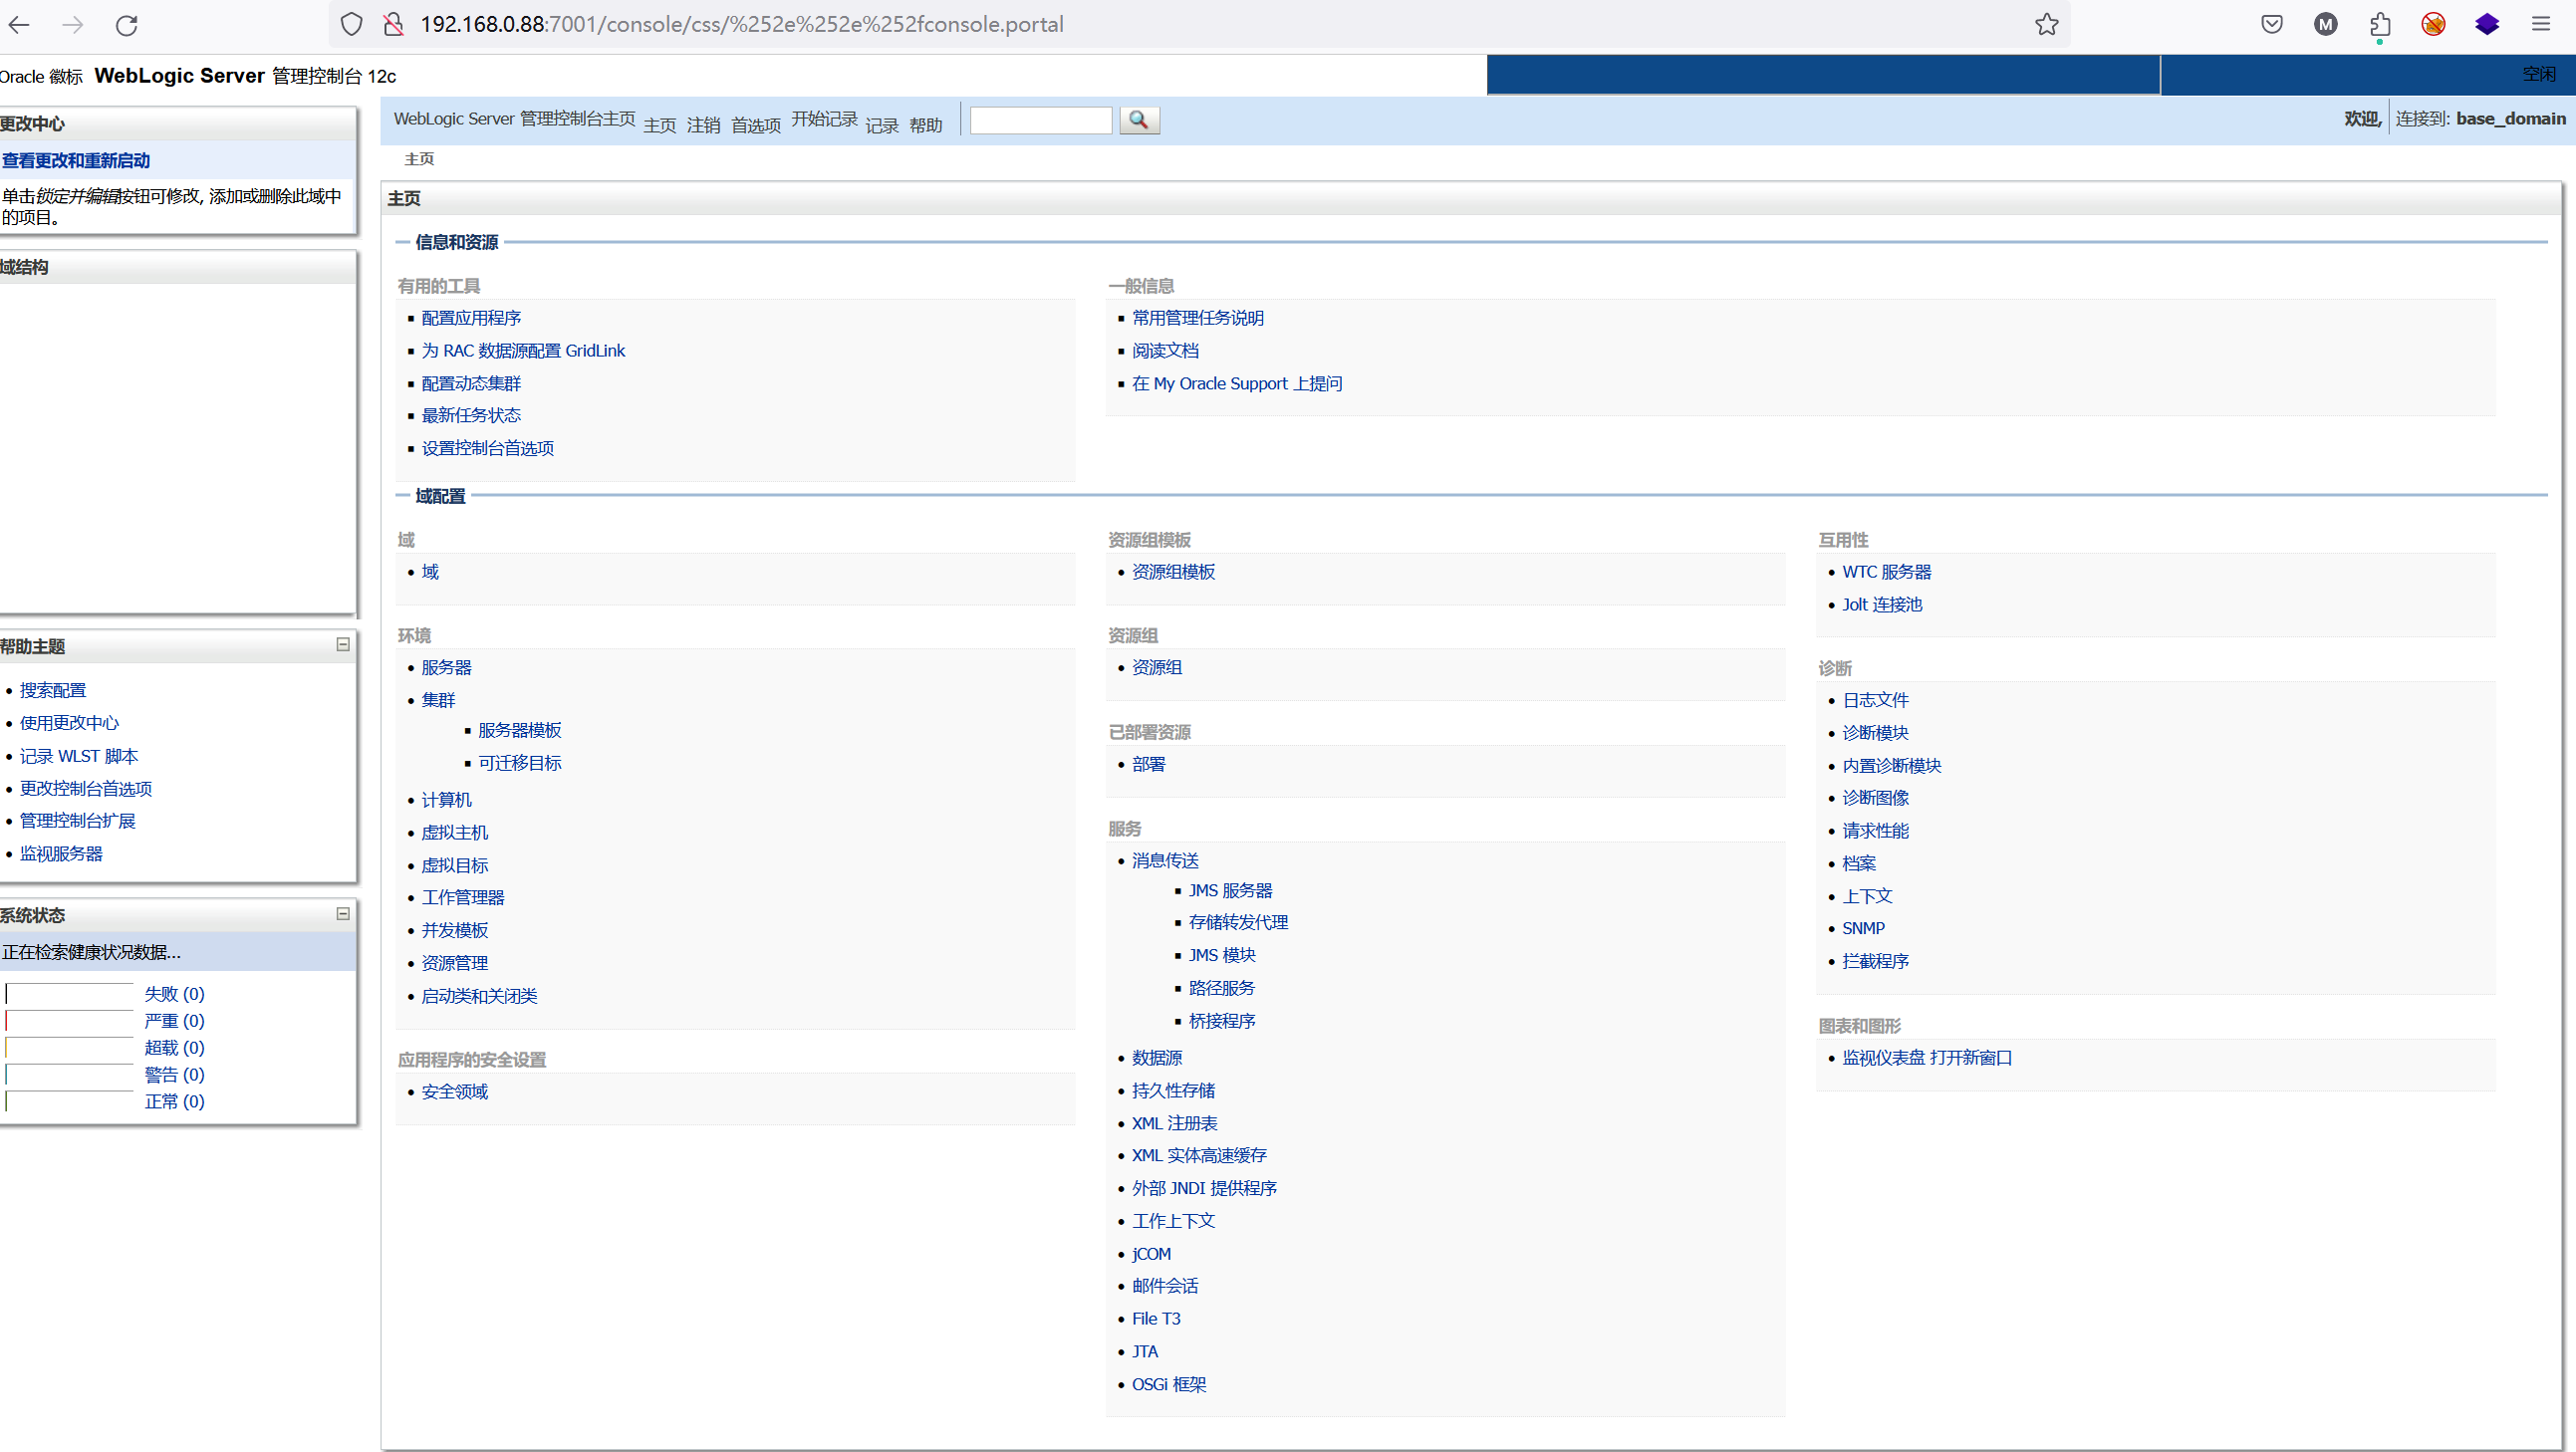 192.168.0.88:7001/console/css/%252e%252e%252fconsole.portal
M
Oracle 徽标 WebLogic Server 管理控制台 12c
空闲
更改中心
查看更改和重新启动
单击锁定并编辑按钮可修改, 添加或删除此域中
的项目。
域结构
帮助主题
搜索配置
使用更改中心
记录 WLST 脚本
更改控制台首选项
管理控制台扩展
监视服务器
系统状态
正在检索健康状况数据...
失败 (0)
严重 (0)
超载 (0)
警告 (0)
正常 (0)
WebLogic Server 管理控制台主页 主页 注销 首选项 开始记录 记录 帮助
欢迎, 连接到: base_domain
主页
主页
信息和资源
有用的工具
配置应用程序
为 RAC 数据源配置 GridLink
配置动态集群
最新任务状态
设置控制台首选项
一般信息
常用管理任务说明
阅读文档
在 My Oracle Support 上提问
域配置
域
域
环境
服务器
集群
服务器模板
可迁移目标
计算机
虚拟主机
虚拟目标
工作管理器
并发模板
资源管理
启动类和关闭类
应用程序的安全设置
安全领域
资源组模板
资源组模板
资源组
资源组
已部署资源
部署
服务
消息传送
JMS 服务器
存储转发代理
JMS 模块
路径服务
桥接程序
数据源
持久性存储
XML 注册表
XML 实体高速缓存
外部 JNDI 提供程序
工作上下文
jCOM
邮件会话
File T3
JTA
OSGi 框架
互用性
WTC 服务器
Jolt 连接池
诊断
日志文件
诊断模块
内置诊断模块
诊断图像
请求性能
档案
上下文
SNMP
拦截程序
图表和图形
监视仪表盘 打开新窗口